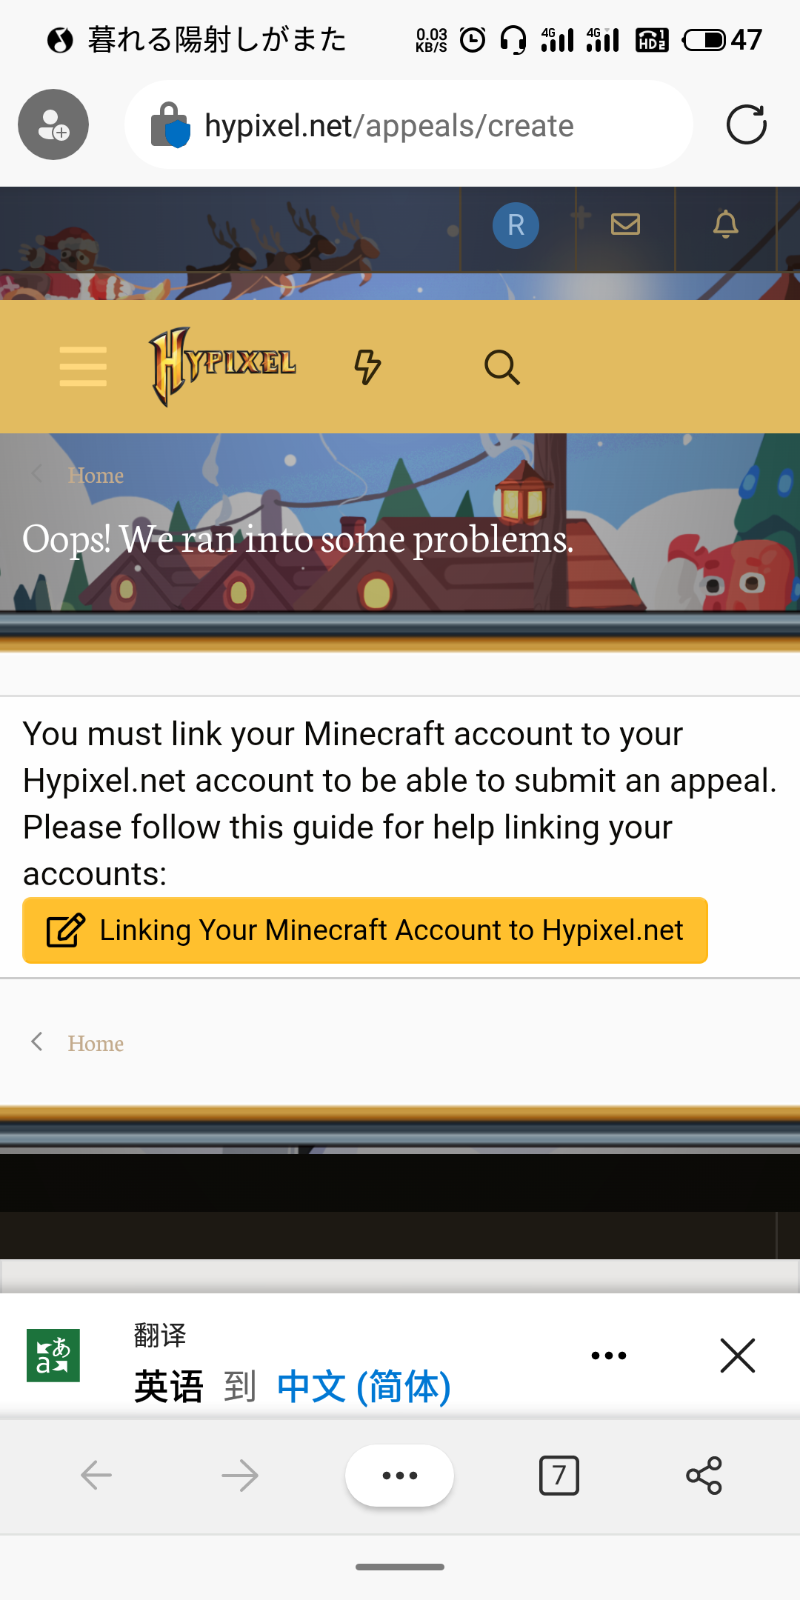 暮れる陽射しがまた
0.03
KB/S
4G
4G
HD 1
2
47
hypixel.net/appeals/create
R
HYPIXEL
Home
Oops! We ran into some problems.
You must link your Minecraft account to your
Hypixel.net account to be able to submit an appeal.
Please follow this guide for help linking your
accounts:
Linking Your Minecraft Account to Hypixel.net
Home
あ
a
翻译
英语 到 中文 (简体)
7